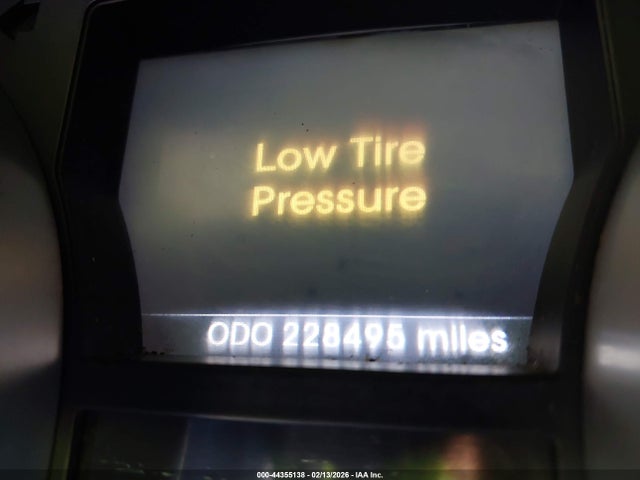 Low Tire
Pressure
ODO 228495 miles
000-44355138 - 02/13/2026 - IAA Inc.